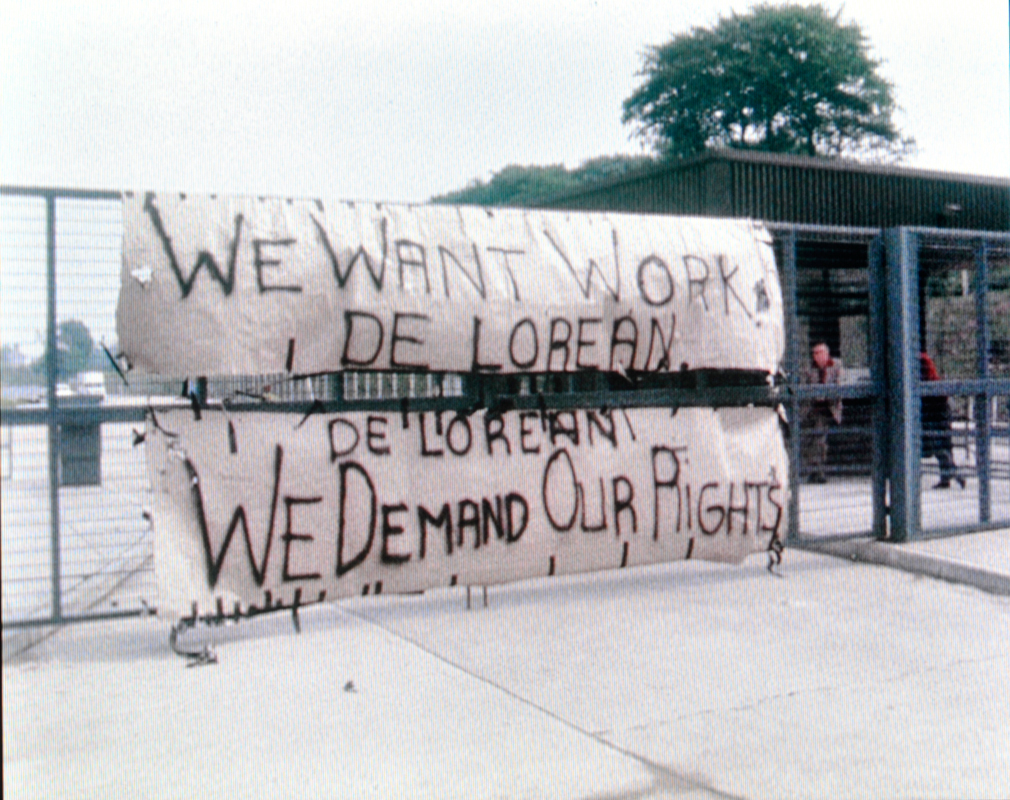 WE WANT WORK.
DE LOREAN.
DE LOREAN
WE DEMAND OUR RIGHTS